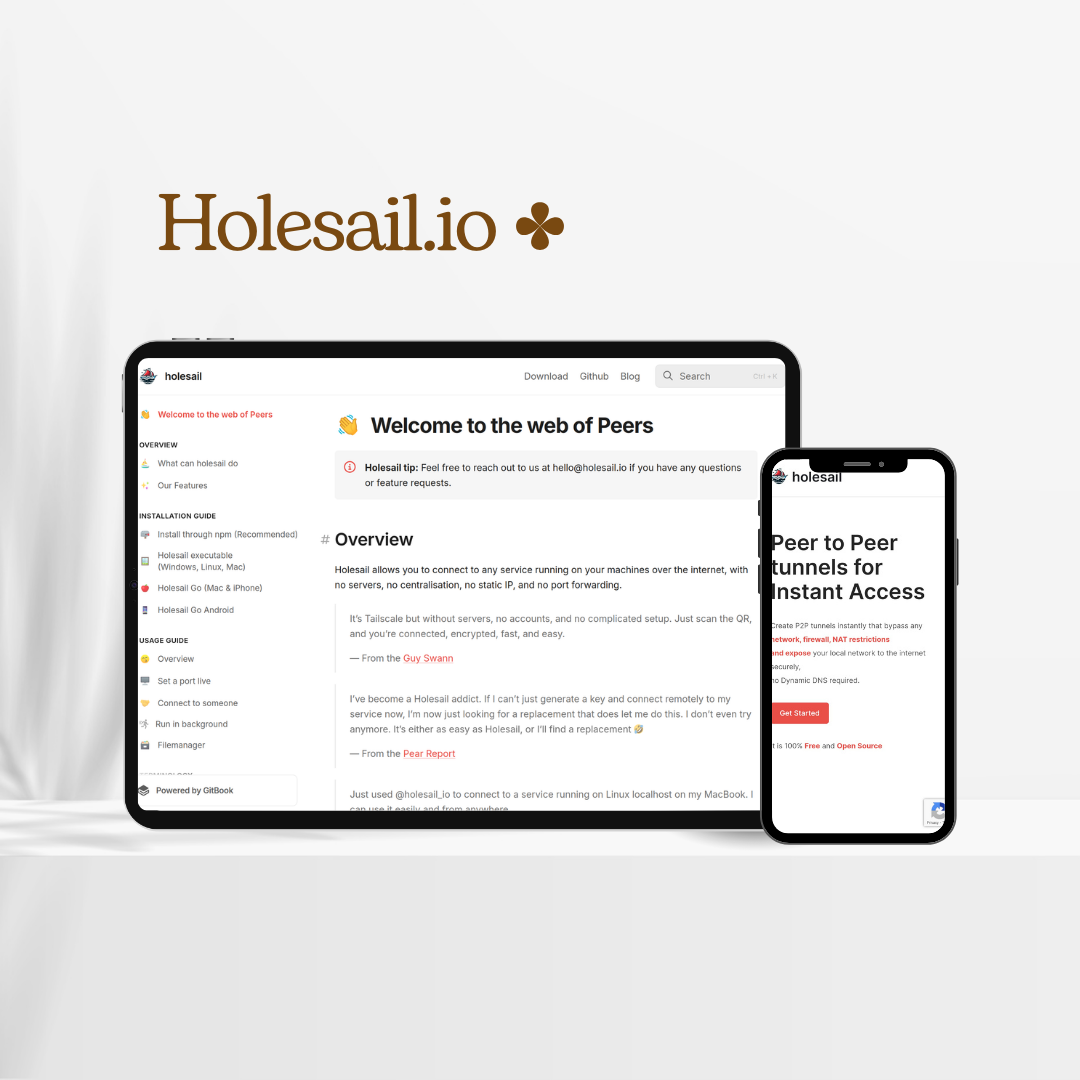 Holesail.io
holesail
Download Github Blog Search Ctrl + K
Welcome to the web of Peers
OVERVIEW
What can holesail do
Our Features
INSTALLATION GUIDE
Install through npm (Recommended)
Holesail executable
(Windows, Linux, Mac)
Holesail Go (Mac & iPhone)
Holesail Go Android
USAGE GUIDE
Overview
Set a port live
Connect to someone
Run in background
Filemanager
Powered by GitBook
Welcome to the web of Peers
Holesail tip: Feel free to reach out to us at hello@holesail.io if you have any questions
or feature requests.
# Overview
Holesail allows you to connect to any service running on your machines over the internet, with
no servers, no centralisation, no static IP, and no port forwarding.
It's Tailscale but without servers, no accounts, and no complicated setup. Just scan the QR,
and you're connected, encrypted, fast, and easy.
— From the Guy Swann
I've become a Holesail addict. If I can't just generate a key and connect remotely to my
service now, I'm now just looking for a replacement that does let me do this. I don't even try
anymore. It's either as easy as Holesail, or I'll find a replacement 🤣
— From the Pear Report
Just used @holesail_io to connect to a service running on Linux localhost on my MacBook. I
can use it easily and from anywhere.
holesail
Peer to Peer
tunnels for
Instant Access
Create P2P tunnels instantly that bypass any
network, firewall, NAT restrictions
and expose your local network to the internet
securely,
no Dynamic DNS required.
Get Started
t is 100% Free and Open Source